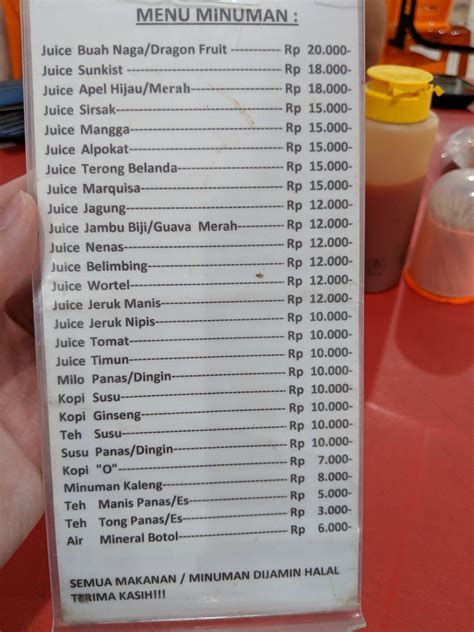 MENU MINUMAN :
Juice Buah Naga/Dragon Fruit ------------ Rp 20.000-
Juice Sunkist ------------ Rp 18.000-
Juice Apel Hijau/Merah------------ Rp 18.000-
Juice Sirsak ------------ Rp 15.000-
Juice Mangga ------------ Rp 15.000-
Juice Alpokat ------------ Rp 15.000-
Juice Terong Belanda------------ Rp 15.000-
Juice Marquisa------------ Rp 15.000-
Juice Jagung------------ Rp 12.000-
Juice Jambu Biji/Guava Merah------------ Rp 12.000-
Juice Nenas------------ Rp 12.000-
Juice Belimbing------------ Rp 12.000-
Juice Wortel ------------ Rp 12.000-
Juice Jeruk Manis------------ Rp 12.000-
Juice Jeruk Nipis ------------ Rp 10.000-
Juice Tomat ------------ Rp 10.000-
Juice Timun ------------ Rp 10.000-
Milo Panas/Dingin------------ Rp 10.000-
Kopi Susu ------------ Rp 10.000-
Kopi Ginseng------------ Rp 10.000-
Teh Susu------------ Rp 10.000-
Susu Panas/Dingin------------ Rp 10.000-
Kopi "O"------------ Rp 7.000-
Minuman Kaleng------------ Rp 8.000-
Teh Manis Panas/Es------------ Rp 5.000-
Teh Tong Panas/Es------------ Rp 3.000-
Air Mineral Botol------------ Rp 6.000-
SEMUA MAKANAN / MINUMAN DIJAMIN HALAL
TERIMA KASIH!!!